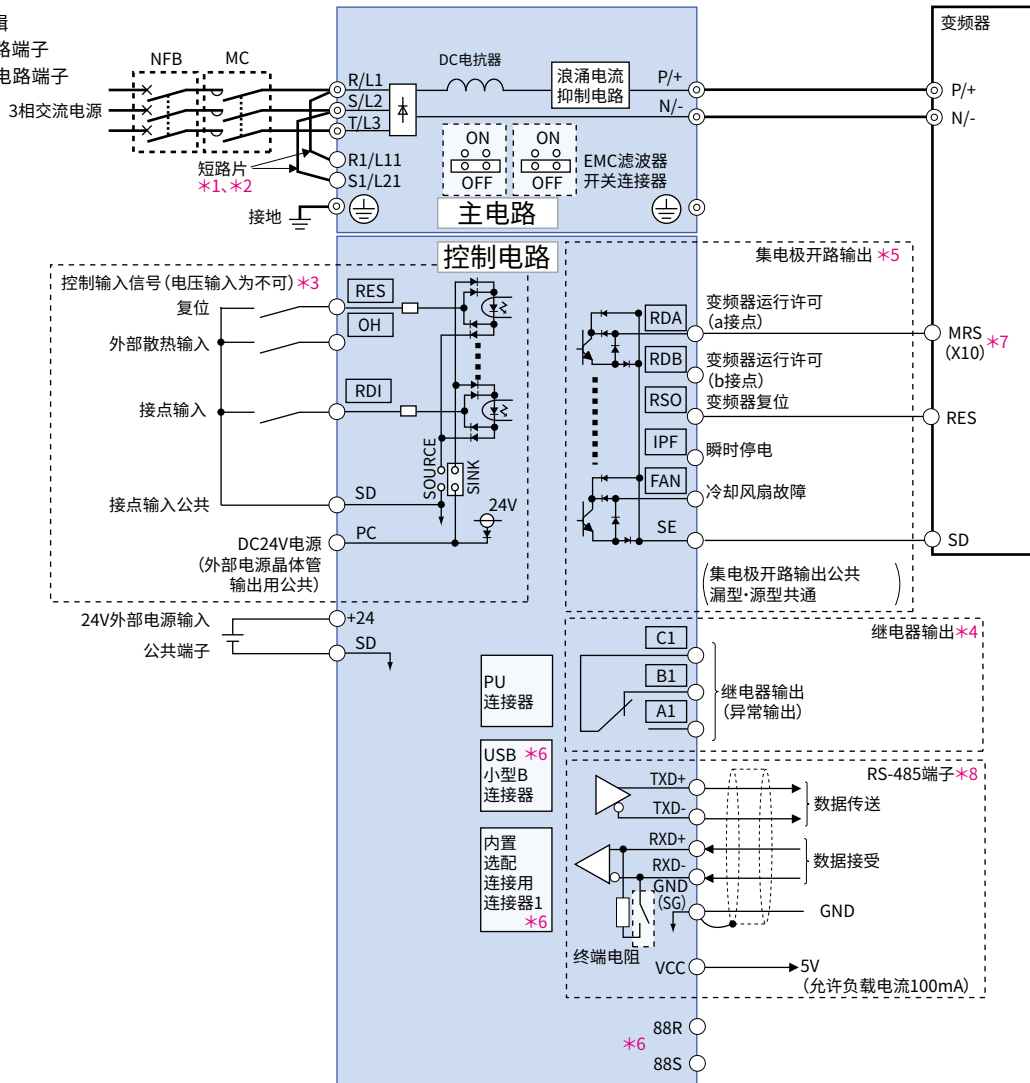 辑
路端子
电路端子
3相交流电源
NFB
MC
短路片
*1、*2
接地
R/L1
S/L2
T/L3
R1/L11
S1/L21
DC电抗器
浪涌电流
抑制电路
P/+
N/-
ON
OFF
ON
OFF
EMC滤波器
开关连接器
主电路
变频器
P/+
N/-
控制电路
控制输入信号(电压输入为不可)*3
复位
外部散热输入
接点输入
接点输入公共
DC24V电源
(外部电源晶体管
输出用公共)
RES
OH
RDI
SD
PC
SOURCE
SINK
24V
24V外部电源输入
公共端子
+24
SD
集电极开路输出 *5
RDA
变频器运行许可
(a接点)
RDB
变频器运行许可
(b接点)
RSO
变频器复位
IPF
瞬时停电
FAN
冷却风扇故障
SE
(集电极开路输出公共
漏型·源型共通)
MRS
(X10)
*7
RES
SD
继电器输出*4
C1
B1
A1
继电器输出
(异常输出)
PU
连接器
USB *6
小型B
连接器
内置
选配
连接用
连接器1
*6
RS-485端子*8
TXD+
TXD-
数据传送
RXD+
RXD-
数据接受
GND
(SG)
GND
终端电阻
VCC
5V
(允许负载电流100mA)
88R
*6
88S